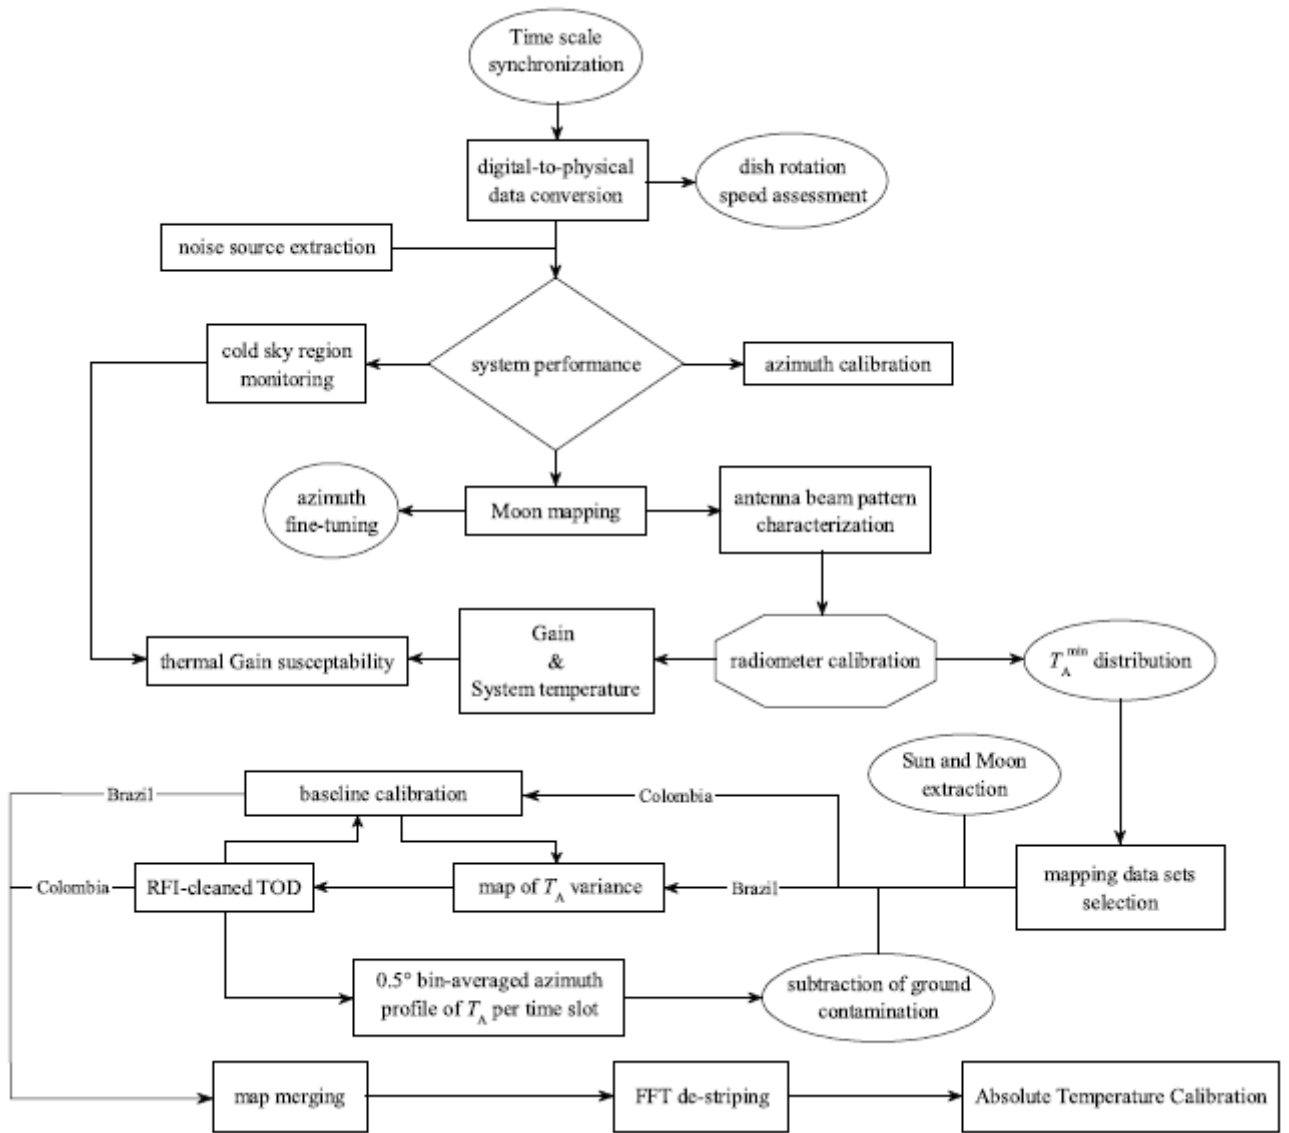 Time scale
synchronization
digital-to-physical
data conversion
dish rotation
speed assessment
noise source extraction
cold sky region
monitoring
system performance
azimuth calibration
azimuth
fine-tuning
Moon mapping
antenna beam pattern
characterization
thermal Gain susceptability
Gain
&
System temperature
radiometer calibration
T_A^min distribution
Sun and Moon
extraction
Brazil
baseline calibration
Colombia
Colombia
RFI-cleaned TOD
map of T_A variance
Brazil
mapping data sets
selection
0.5° bin-averaged azimuth
profile of T_A per time slot
subtraction of ground
contamination
map merging
FFT de-striping
Absolute Temperature Calibration